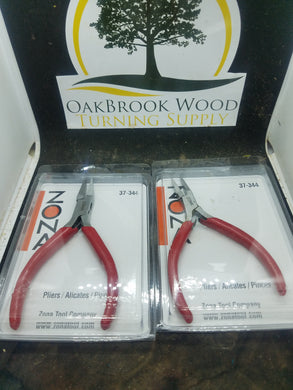 OAKBROOK WOOD
TURNING SUPPLY
ZONA
37-344
Pliers / Alicates / Pinces
Zona Tool Company
www.zonatool.com
ZONA
37-344
Pliers / Alicates / Pinces
Zona Tool Company
www.zonatool.com